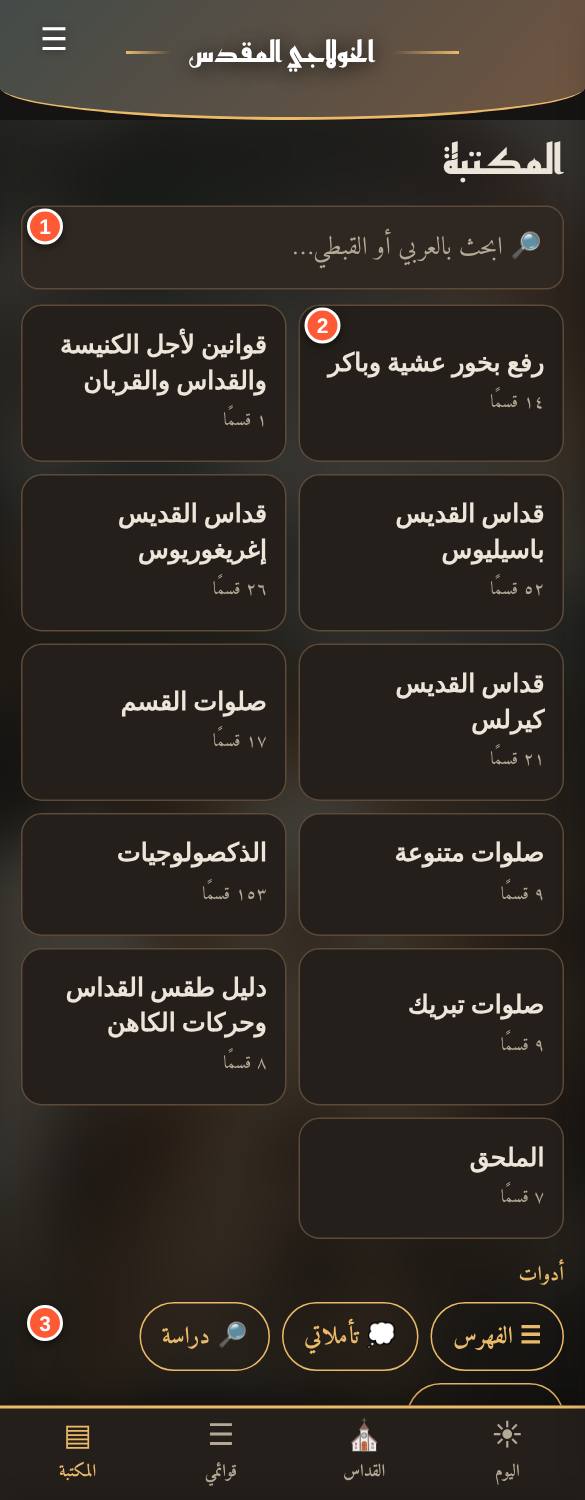 ☰
الخولاجي المقدس
المكتبة
1
🔎 ابحث بالعربي أو القبطي...
2
رفع بخور عشية وباكر
١٤ قسمًا
قوانين لأجل الكنيسة
والقداس والقربان
١ قسمًا
قداس القديس
باسيليوس
٥٢ قسمًا
قداس القديس
إغريغوريوس
٢٦ قسمًا
قداس القديس
كيرلس
٢١ قسمًا
صلوات القسم
١٧ قسمًا
صلوات متنوعة
٩ قسمًا
الذكصولوجيات
١٥٣ قسمًا
صلوات تبريك
٩ قسمًا
دليل طقس القداس
وحركات الكاهن
٨ قسمًا
الملحق
٧ قسمًا
أدوات
☰ الفهرس
💭 تأملاتي
🔎 دراسة
3
اليوم
القداس
قوائمي
المكتبة